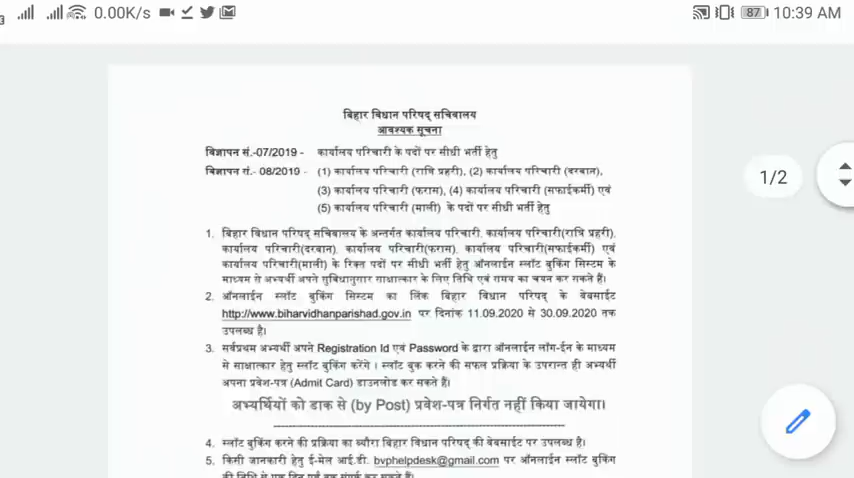 0.00K/s 87 10:39 AM
बिहार विधान परिषद् सचिवालय
आवश्यक सूचना
विज्ञापन सं.-07/2019 - कार्यालय परिचारी के पदों पर सीधी भर्ती हेतु
विज्ञापन सं.- 08/2019 - (1) कार्यालय परिचारी (रात्रि प्रहरी), (2) कार्यालय परिचारी (दरबान),
(3) कार्यालय परिचारी (फरास), (4) कार्यालय परिचारी (सफाईकर्मी) एवं
(5) कार्यालय परिचारी (माली) के पदों पर सीधी भर्ती हेतु
1/2
1. बिहार विधान परिषद् सचिवालय के अन्तर्गत कार्यालय परिचारी, कार्यालय परिचारी(रात्रि प्रहरी),
कार्यालय परिचारी(दरबान), कार्यालय परिचारी(फरास), कार्यालय परिचारी(सफाईकर्मी) एवं
कार्यालय परिचारी(माली) के रिक्त पदों पर सीधी भर्ती हेतु ऑनलाईन स्लॉट बुकिंग सिस्टम के
माध्यम से अभ्यर्थी अपने सुविधानुसार साक्षात्कार के लिए तिथि एवं समय का चयन कर सकते हैं।
2. ऑनलाईन स्लॉट बुकिंग सिस्टम का लिंक बिहार विधान परिषद् के वेबसाईट
http://www.biharvidhanparishad.gov.in पर दिनांक 11.09.2020 से 30.09.2020 तक
उपलब्ध है।
3. सर्वप्रथम अभ्यर्थी अपने Registration Id एवं Password के द्वारा ऑनलाईन लॉग-ईन के माध्यम
से साक्षात्कार हेतु स्लॉट बुकिंग करेंगे । स्लॉट बुक करने की सफल प्रक्रिया के उपरान्त ही अभ्यर्थी
अपना प्रवेश-पत्र (Admit Card) डाउनलोड कर सकते हैं।
अभ्यर्थियों को डाक से (by Post) प्रवेश-पत्र निर्गत नहीं किया जायेगा।
4. स्लॉट बुकिंग करने की प्रक्रिया का ब्यौरा बिहार विधान परिषद् की वेबसाईट पर उपलब्ध है।
5. किसी जानकारी हेतु ई-मेल आई.डी. bvphelpdesk@gmail.com पर ऑनलाईन स्लॉट बुकिंग
की तिथि से एक दिन पूर्व तक संपर्क कर सकते हैं।